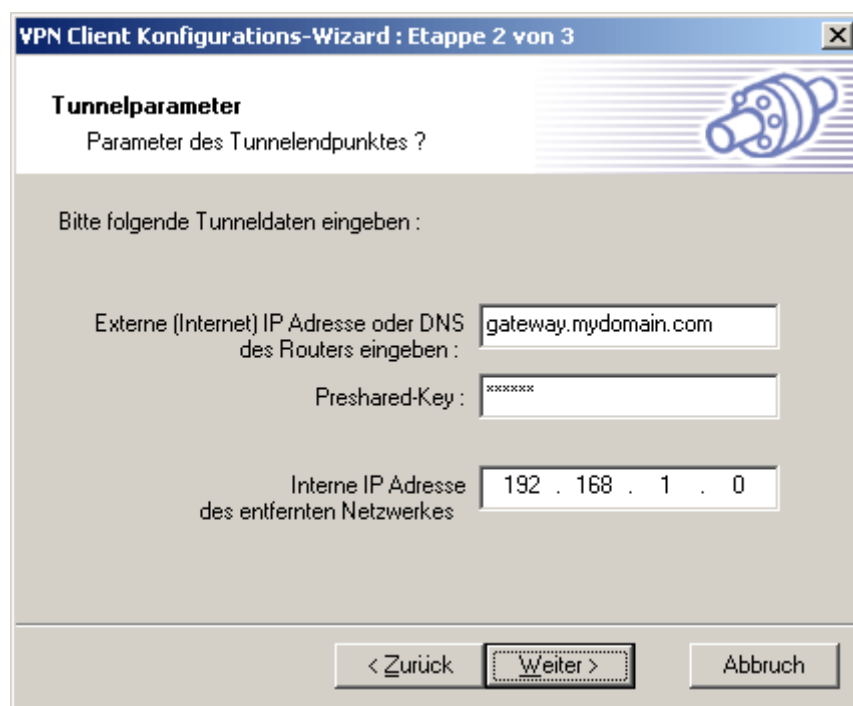 VPN Client Konfigurations-Wizard : Etappe 2 von 3
Tunnelparameter
Parameter des Tunnelendpunktes ?
Bitte folgende Tunneldaten eingeben :
Externe (Internet) IP Adresse oder DNS
des Routers eingeben :
gateway.mydomain.com
Preshared-Key :
××××××
Interne IP Adresse
des entfernten Netzwerkes
192 . 168 . 1 . 0
< Zurück
Weiter >
Abbruch